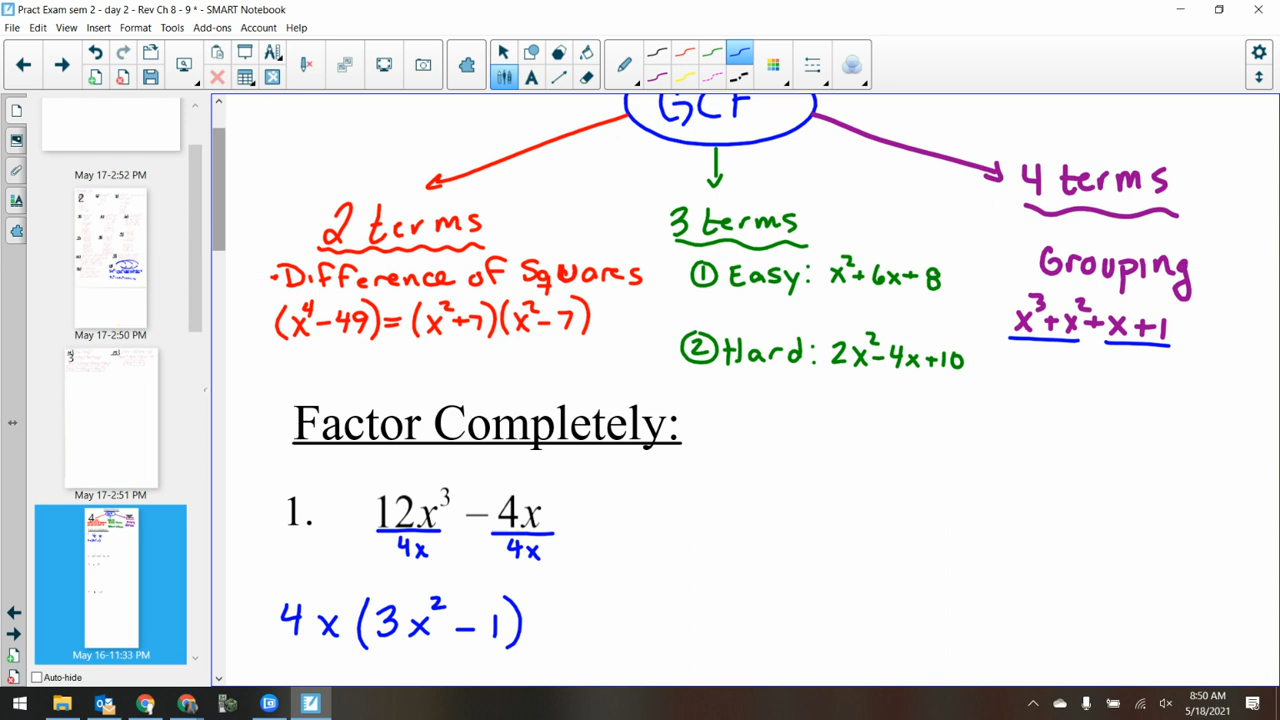 Pract Exam sem 2 - day 2 - Rev Ch 8 - 9 * - SMART Notebook
File Edit View Insert Format Tools Add-ons Account Help
GCF
2 terms
• Difference of Squares
(x⁴-49)=(x²+7)(x²-7)
3 terms
① Easy: x²+6x+8
② Hard: 2x²-4x+10
4 terms
Grouping
x³+x²+x+1
Factor Completely:
1. 12x³ – 4x
4x 4x
4x(3x²-1)
May 17-2:52 PM
May 17-2:50 PM
May 17-2:51 PM
May 16-11:33 PM
Auto-hide
8:50 AM
5/18/2021